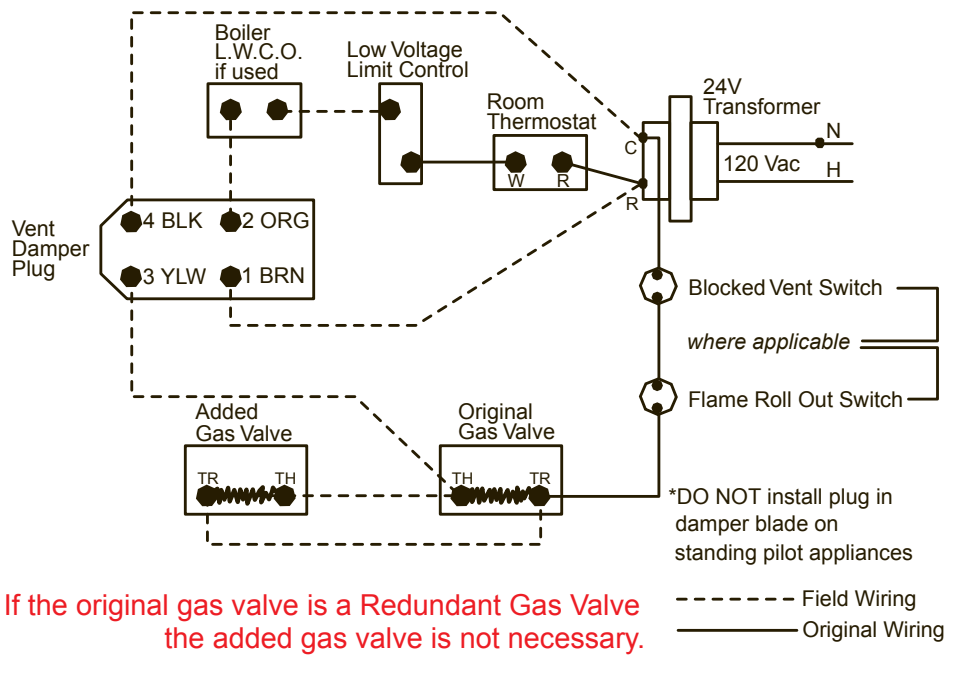 Boiler
L.W.C.O.
if used
Low Voltage
Limit Control
Room
Thermostat
W
R
24V
Transformer
C
R
N
120 Vac
H
Vent
Damper
Plug
4 BLK
2 ORG
3 YLW
1 BRN
Blocked Vent Switch
where applicable
Flame Roll Out Switch
Added
Gas Valve
TR
TH
Original
Gas Valve
TH
TR
*DO NOT install plug in
damper blade on
standing pilot appliances
If the original gas valve is a Redundant Gas Valve
the added gas valve is not necessary.
Field Wiring
Original Wiring